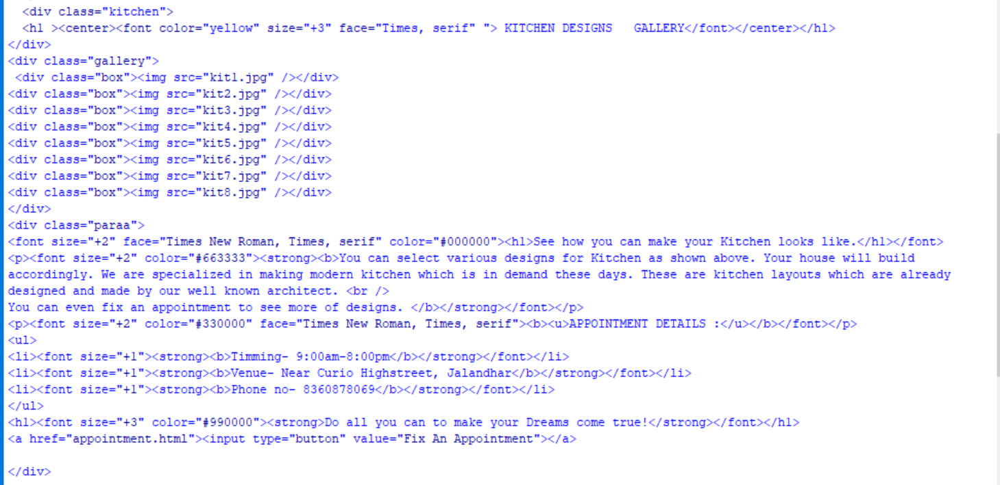 <div class="kitchen">
<h1 ><center><font color="yellow" size="+3" face="Times, serif" "> KITCHEN DESIGNS   GALLERY</font></center></h1>
</div>
<div class="gallery">
<div class="box"><img src="kit1.jpg" /></div>
<div class="box"><img src="kit2.jpg" /></div>
<div class="box"><img src="kit3.jpg" /></div>
<div class="box"><img src="kit4.jpg" /></div>
<div class="box"><img src="kit5.jpg" /></div>
<div class="box"><img src="kit6.jpg" /></div>
<div class="box"><img src="kit7.jpg" /></div>
<div class="box"><img src="kit8.jpg" /></div>
</div>
<div class="paraa">
<font size="+2" face="Times New Roman, Times, serif" color="#000000"><h1>See how you can make your Kitchen looks like.</h1></font>
<p><font size="+2" color="#663333"><strong><b>You can select various designs for Kitchen as shown above. Your house will build
accordingly. We are specialized in making modern kitchen which is in demand these days. These are kitchen layouts which are already
designed and made by our well known architect. <br />
You can even fix an appointment to see more of designs. </b></strong></font></p>
<p><font size="+2" color="#330000" face="Times New Roman, Times, serif"><b><u>APPOINTMENT DETAILS :</u></b></font></p>
<ul>
<li><font size="+1"><strong><b>Timming- 9:00am-8:00pm</b></strong></font></li>
<li><font size="+1"><strong><b>Venue- Near Curio Highstreet, Jalandhar</b></strong></font></li>
<li><font size="+1"><strong><b>Phone no- 8360878069</b></strong></font></li>
</ul>
<h1><font size="+3" color="#990000"><strong>Do all you can to make your Dreams come true!</strong></font></h1>
<a href="appointment.html"><input type="button" value="Fix An Appointment"></a>
</div>